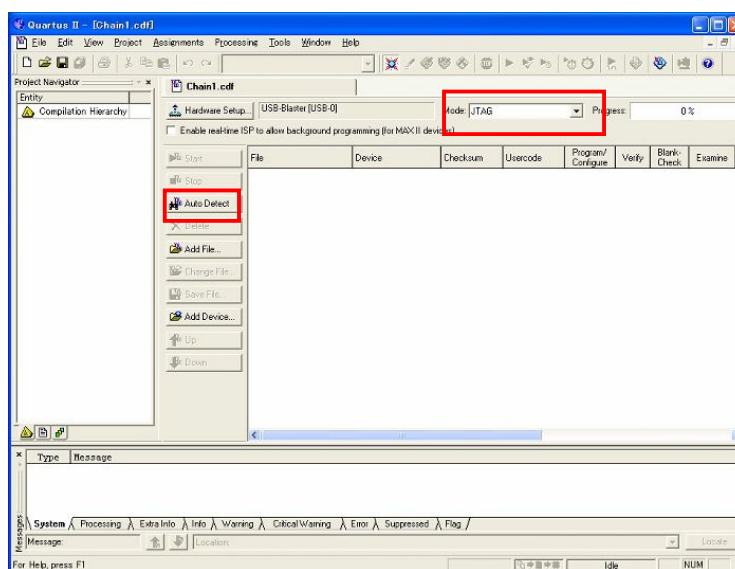 Quartus II - [Chain1.cdf]
File Edit View Project Assignments Processing Tools Window Help
Project Navigator
Entity
Compilation Hierarchy
Chain1.cdf
Hardware Setup... USB-Blaster [USB-0] Mode: JTAG Progress: 0 %
Enable real-time ISP to allow background programming (for MAX II devices)
Start
Stop
Auto Detect
Delete
Add File...
Change File...
Save File...
Add Device...
Up
Down
File Device Checksum Usercode Program/ Configure Verify Blank- Check Examine
Type Message
Messages
System Processing Extra Info Info Warning Critical Warning Error Suppressed Flag
Message: Location: Locate
For Help, press F1 Idle NUM